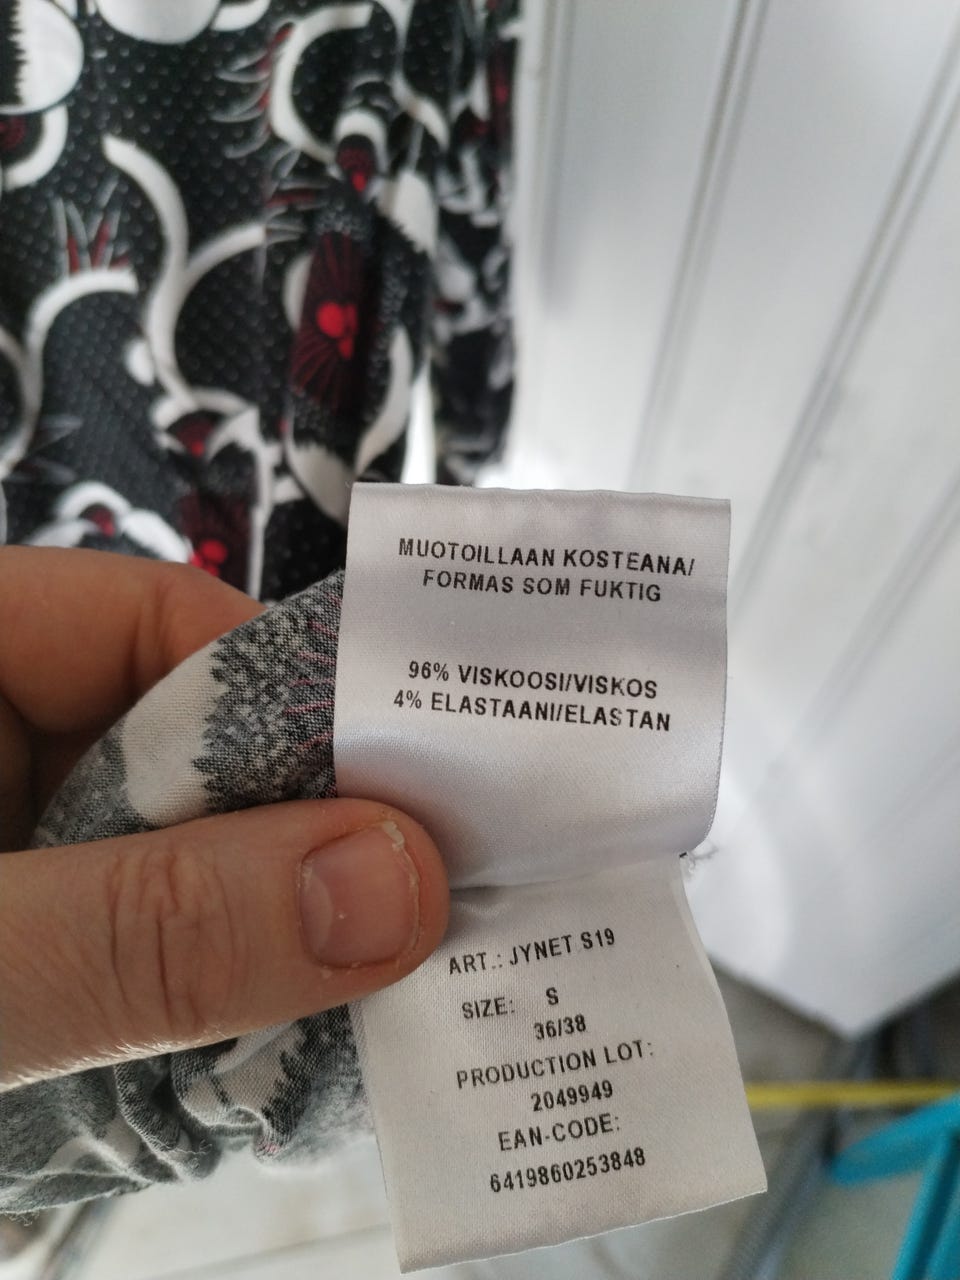 MUOTOILLAAN KOSTEANA/
FORMAS SOM FUKTIG
96% VISKOOSI/VISKOS
4% ELASTAANI/ELASTAN
ART.: JYNET S19
SIZE: S
36/38
PRODUCTION LOT:
2049949
EAN-CODE:
6419860253848